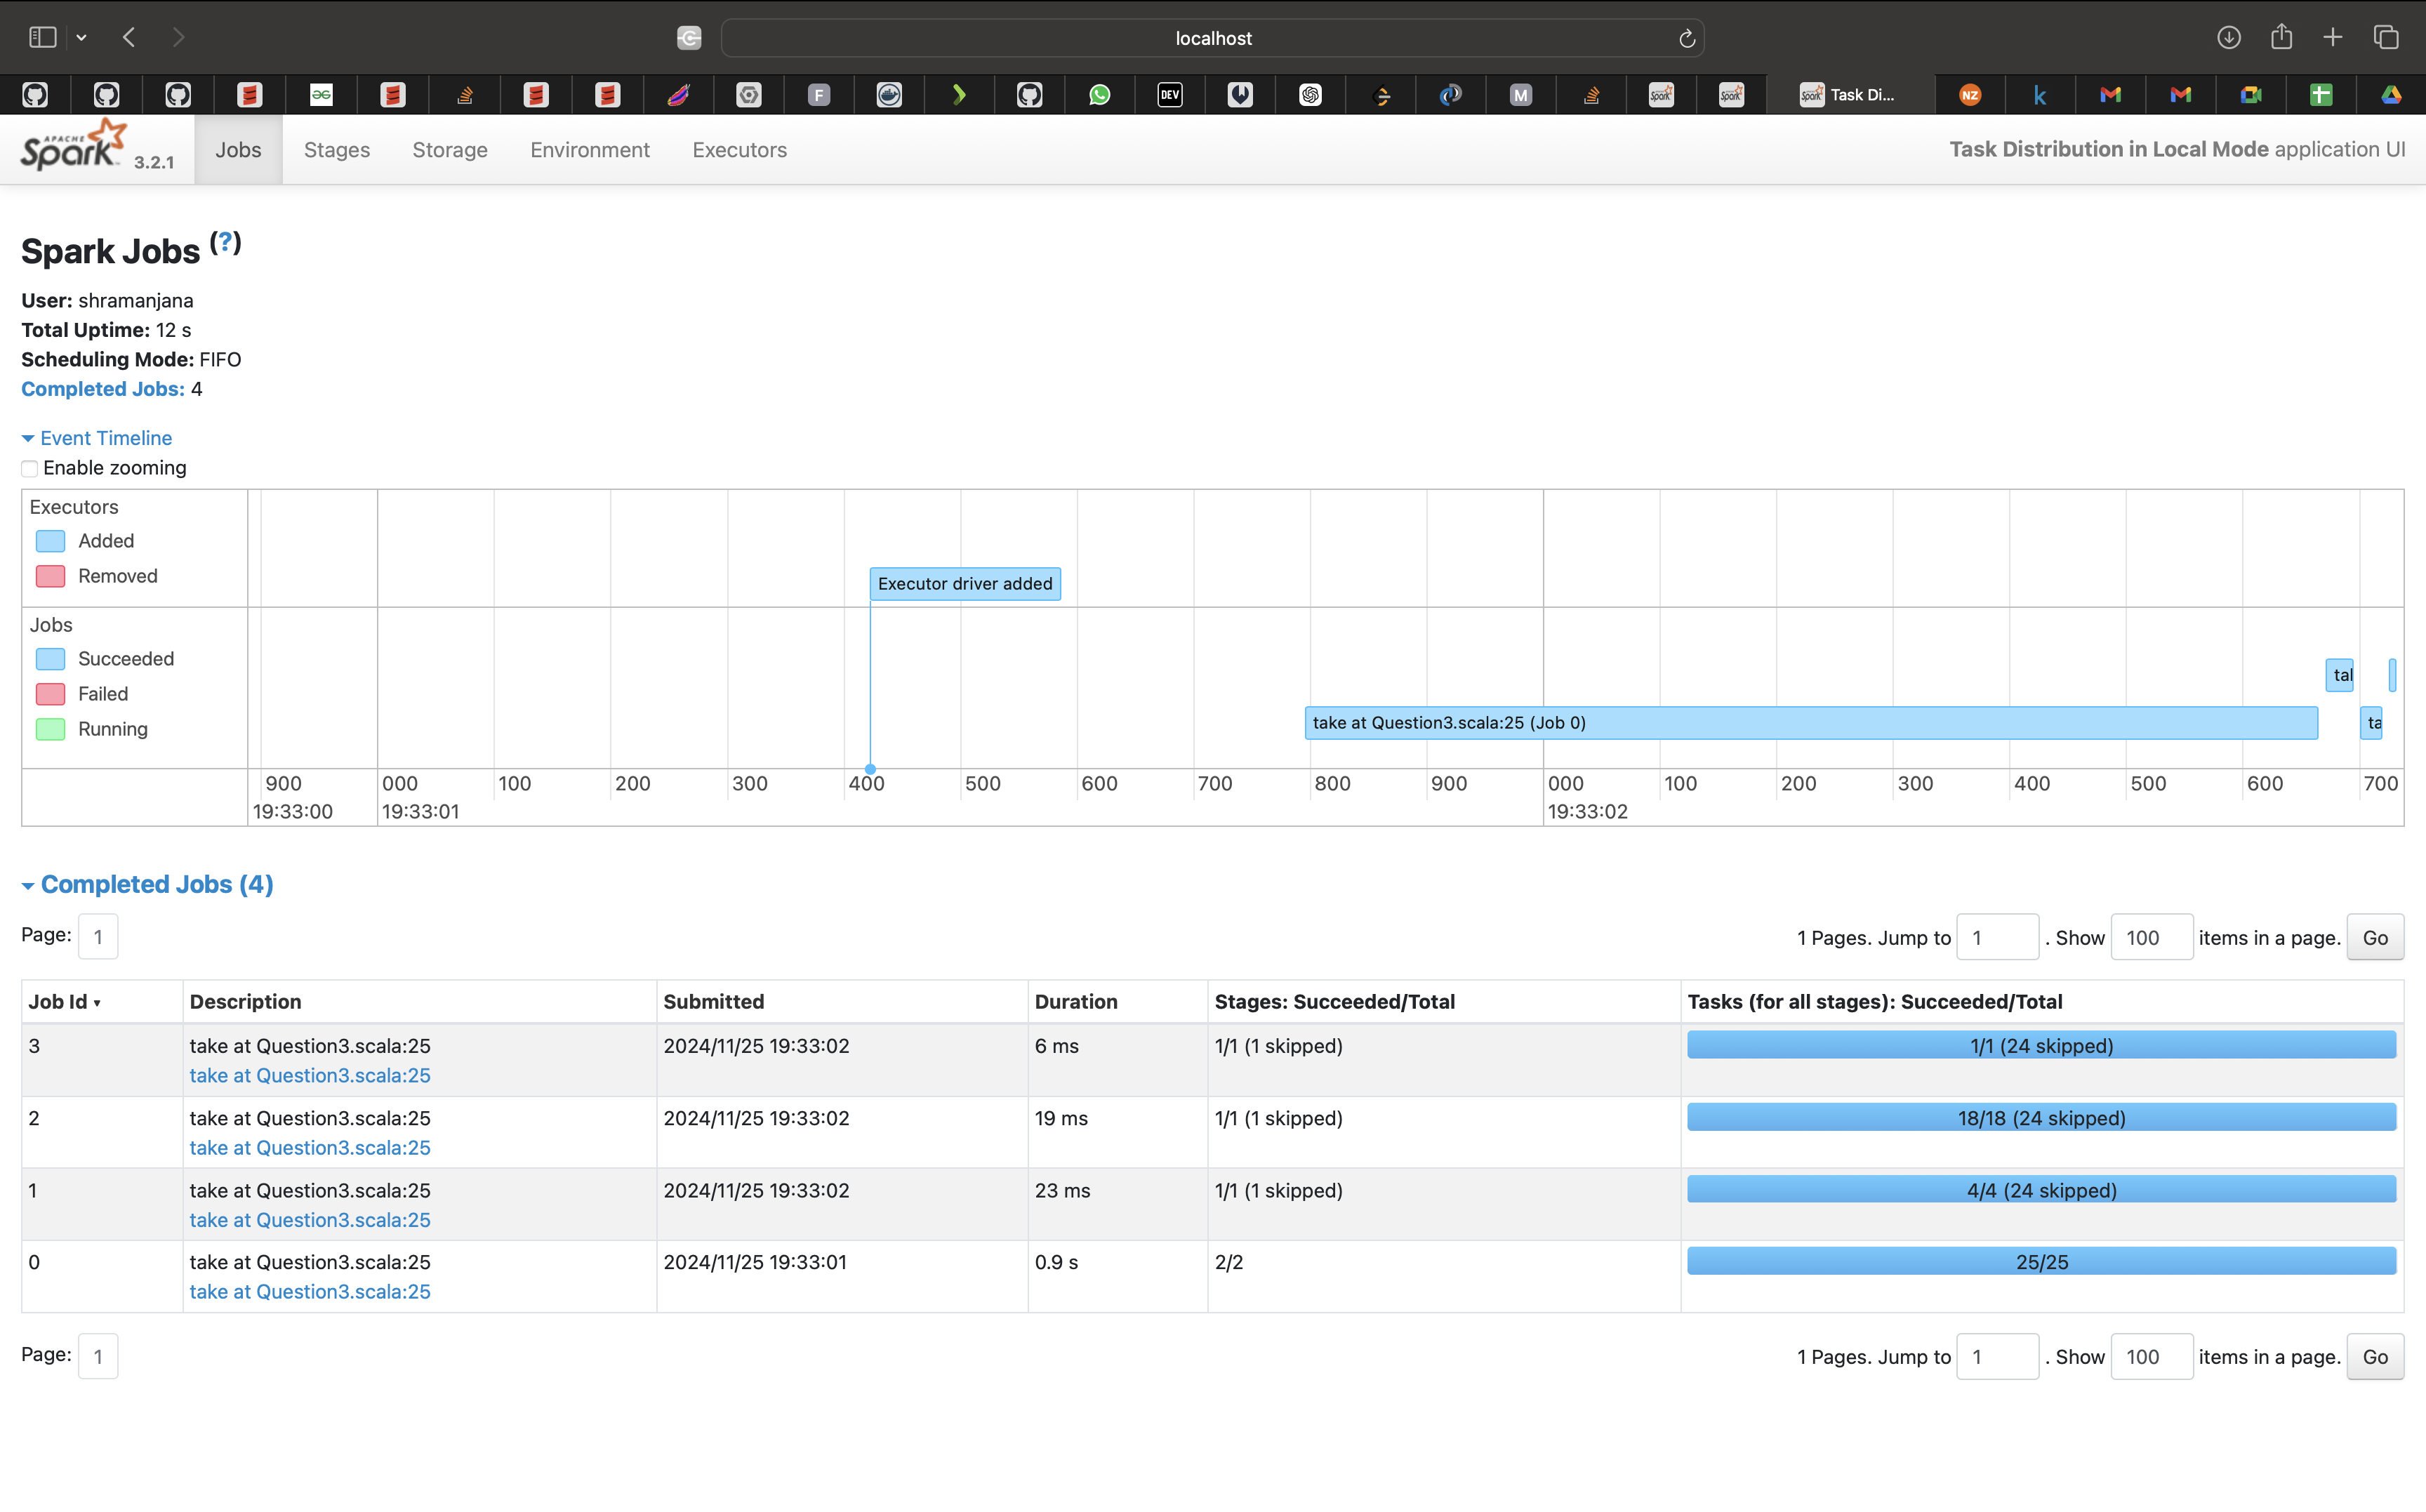 localhost
F
DEV
M
Spark
Spark
Spark Task Di...
NZ
k
APACHE
Spark 3.2.1
Jobs
Stages
Storage
Environment
Executors
Task Distribution in Local Mode application UI
Spark Jobs (?)
User: shramanjana
Total Uptime: 12 s
Scheduling Mode: FIFO
Completed Jobs: 4
Event Timeline
Enable zooming
Executors
Added
Removed
Executor driver added
Jobs
Succeeded
Failed
Running
tal
take at Question3.scala:25 (Job 0)
ta
900 000 100 200 300 400 500 600 700 800 900 000 100 200 300 400 500 600 700
19:33:00 19:33:01 19:33:02
Completed Jobs (4)
Page: 1
1 Pages. Jump to 1 . Show 100 items in a page. Go
Job Id ▾ Description Submitted Duration Stages: Succeeded/Total Tasks (for all stages): Succeeded/Total
3 take at Question3.scala:25 2024/11/25 19:33:02 6 ms 1/1 (1 skipped) 1/1 (24 skipped)
take at Question3.scala:25
2 take at Question3.scala:25 2024/11/25 19:33:02 19 ms 1/1 (1 skipped) 18/18 (24 skipped)
take at Question3.scala:25
1 take at Question3.scala:25 2024/11/25 19:33:02 23 ms 1/1 (1 skipped) 4/4 (24 skipped)
take at Question3.scala:25
0 take at Question3.scala:25 2024/11/25 19:33:01 0.9 s 2/2 25/25
take at Question3.scala:25
Page: 1
1 Pages. Jump to 1 . Show 100 items in a page. Go